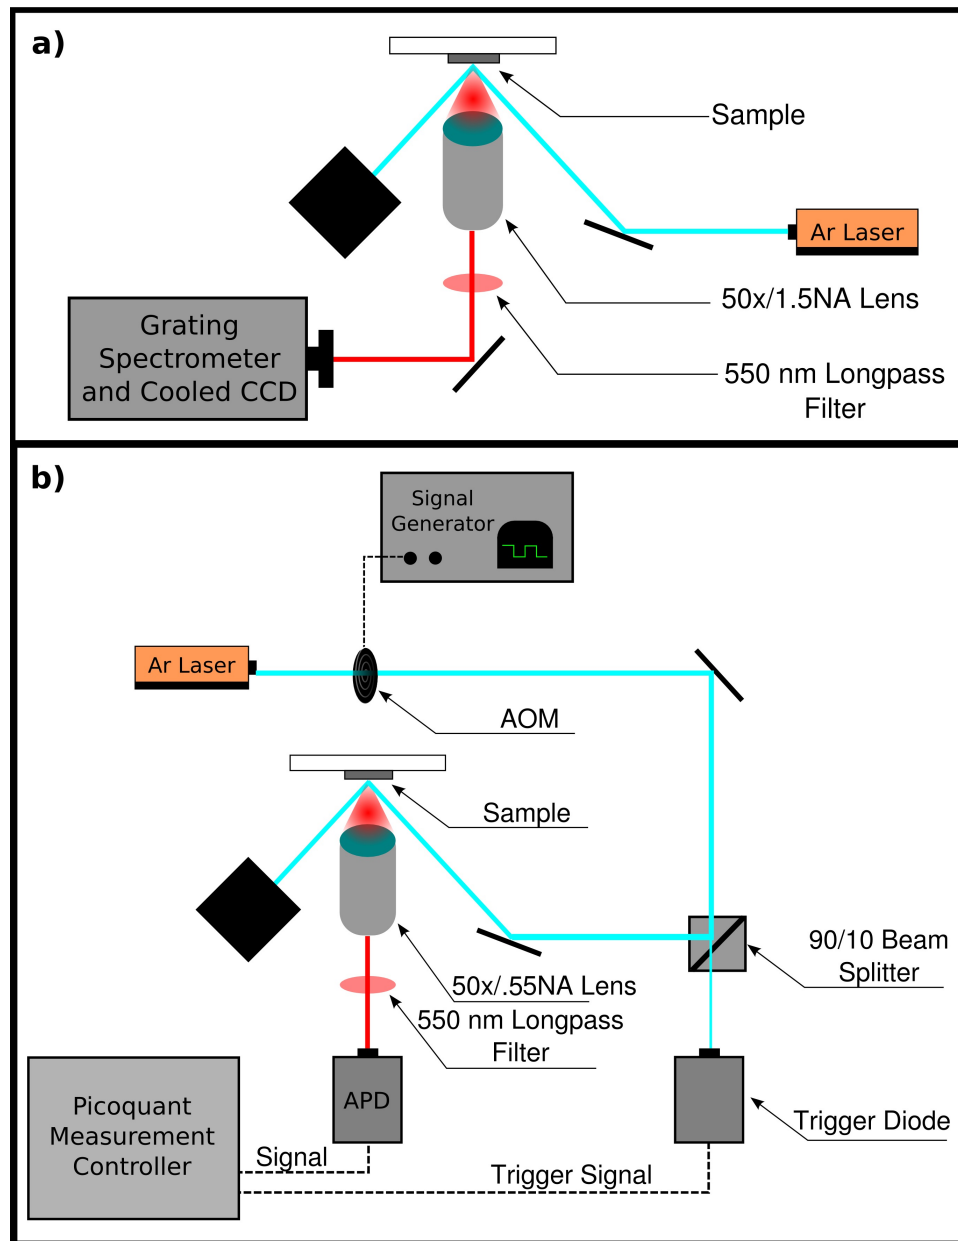 a)
Sample
Ar Laser
50x/1.5NA Lens
Grating
Spectrometer
and Cooled CCD
550 nm Longpass
Filter
b)
Signal
Generator
Ar Laser
AOM
Sample
90/10 Beam
Splitter
50x/.55NA Lens
550 nm Longpass
Filter
APD
Picoquant
Measurement
Controller
Trigger Diode
Signal
Trigger Signal